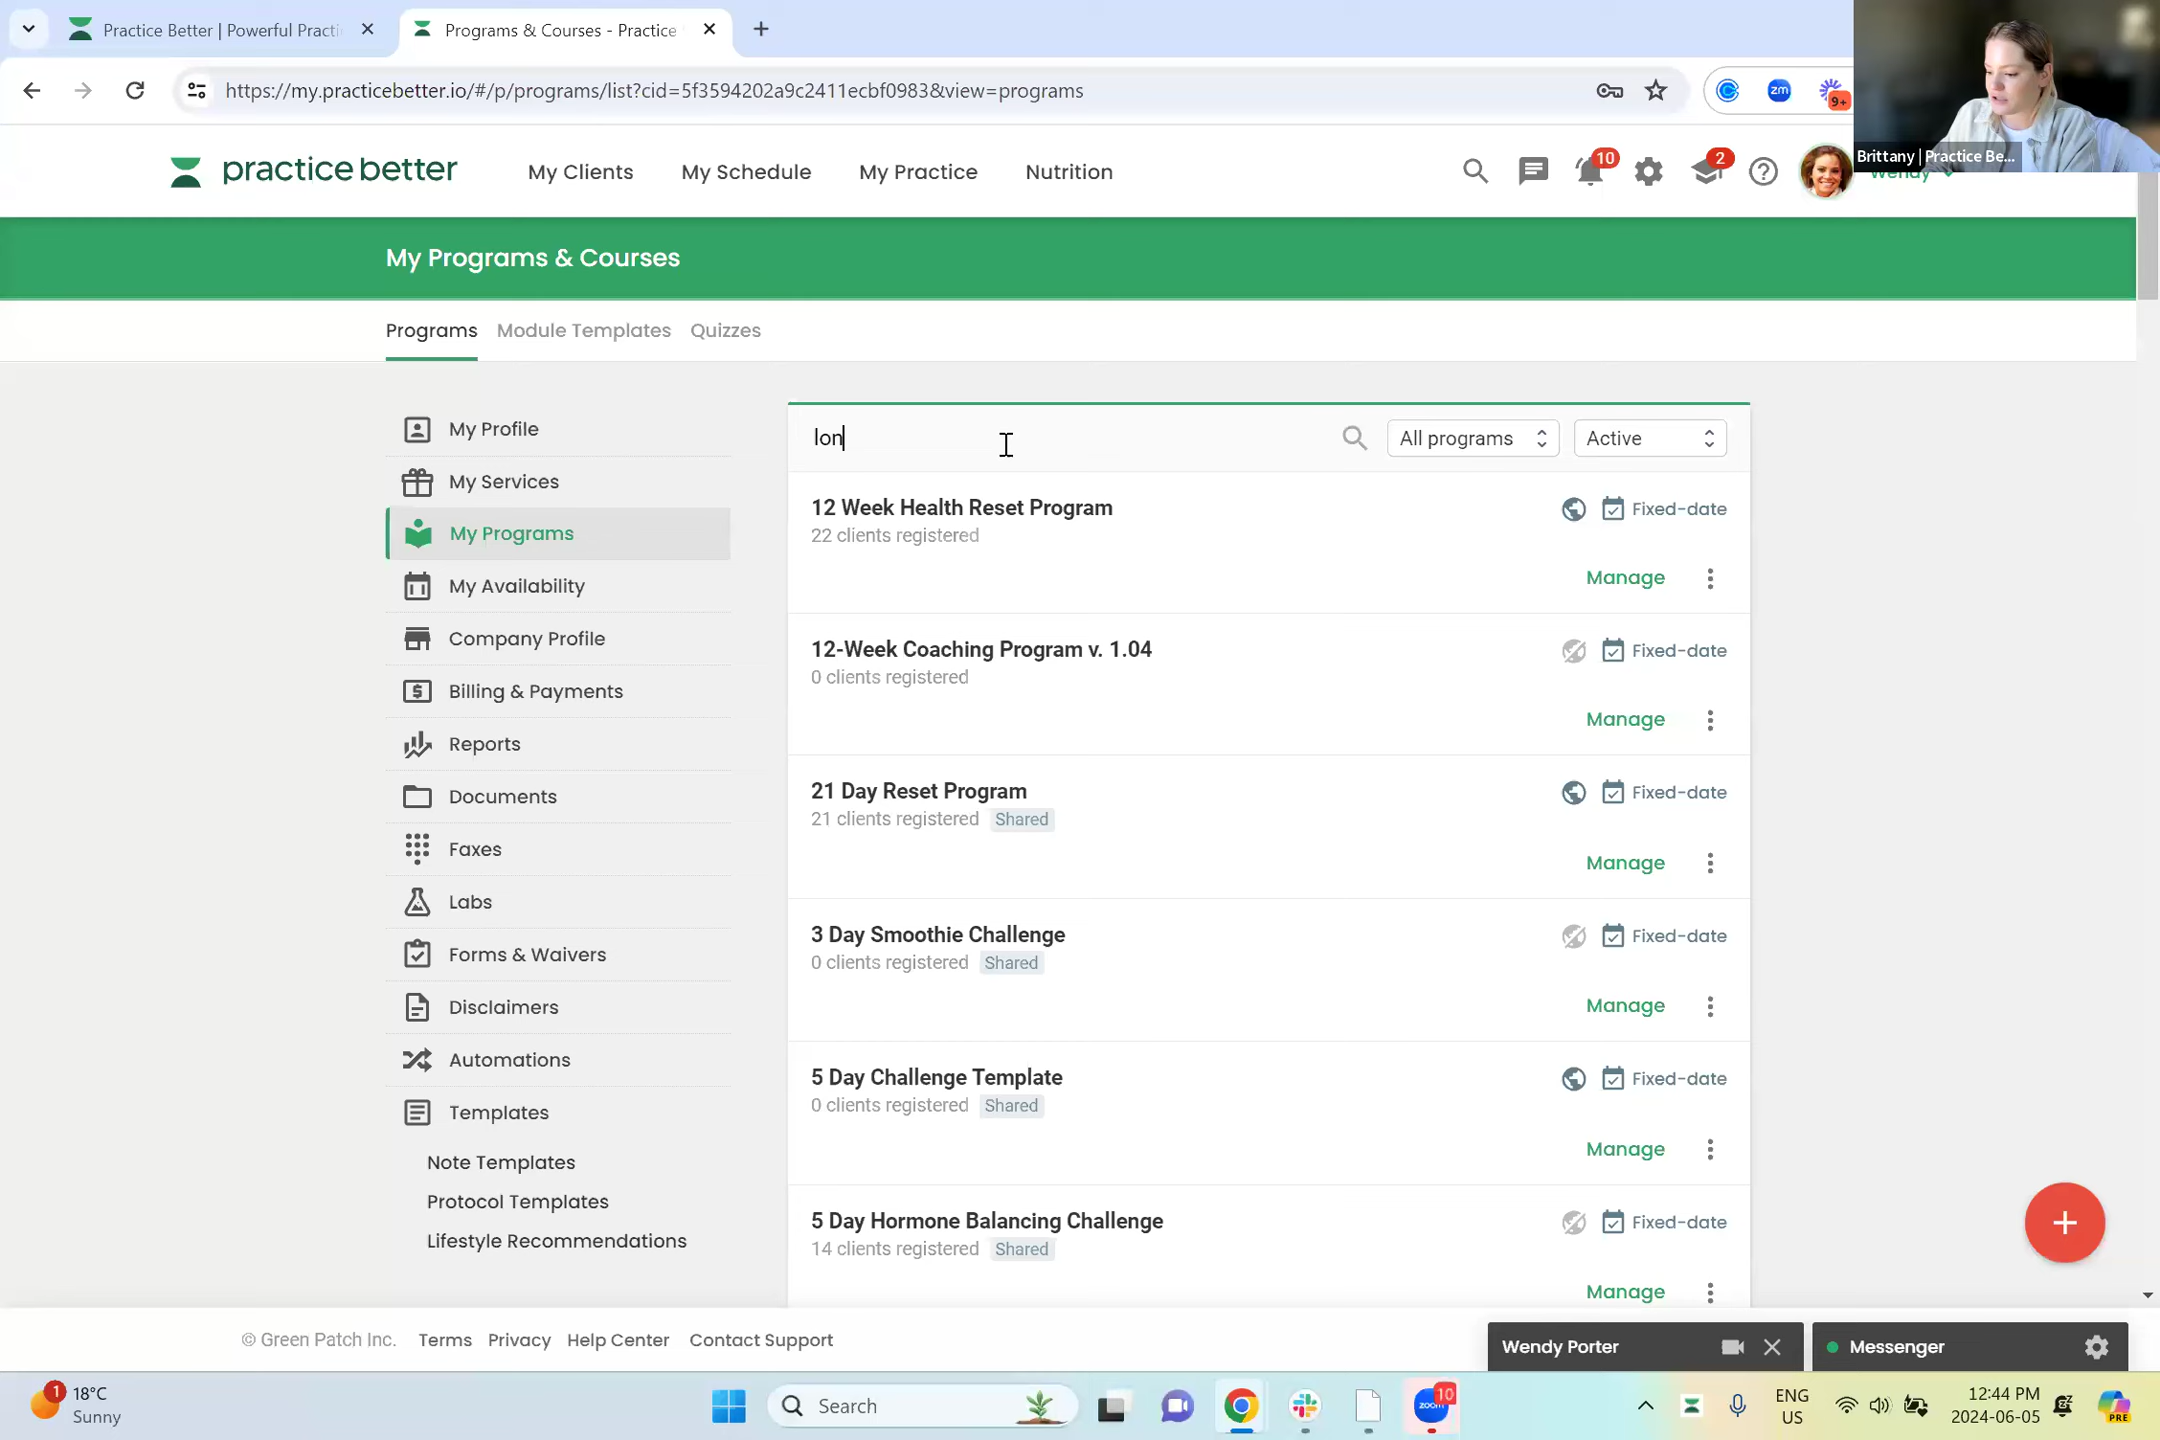 Practice Better | Powerful Practi
Programs & Courses - Practice
https://my.practicebetter.io/#/p/programs/list?cid=5f3594202a9c2411ecbf0983&view=programs
zm
9+
practice better
My Clients
My Schedule
My Practice
Nutrition
10
2
Brittany | Practice Be...
Wendy
My Programs & Courses
Programs
Module Templates
Quizzes
My Profile
My Services
My Programs
My Availability
Company Profile
Billing & Payments
Reports
Documents
Faxes
Labs
Forms & Waivers
Disclaimers
Automations
Templates
Note Templates
Protocol Templates
Lifestyle Recommendations
lon
All programs
Active
12 Week Health Reset Program
Fixed-date
22 clients registered
Manage
12-Week Coaching Program v. 1.04
Fixed-date
0 clients registered
Manage
21 Day Reset Program
Fixed-date
21 clients registered Shared
Manage
3 Day Smoothie Challenge
Fixed-date
0 clients registered Shared
Manage
5 Day Challenge Template
Fixed-date
0 clients registered Shared
Manage
5 Day Hormone Balancing Challenge
Fixed-date
14 clients registered Shared
Manage
© Green Patch Inc.
Terms
Privacy
Help Center
Contact Support
Wendy Porter
Messenger
1
18°C
Sunny
Search
zoom
10
ENG
US
12:44 PM
2024-06-05
PRE